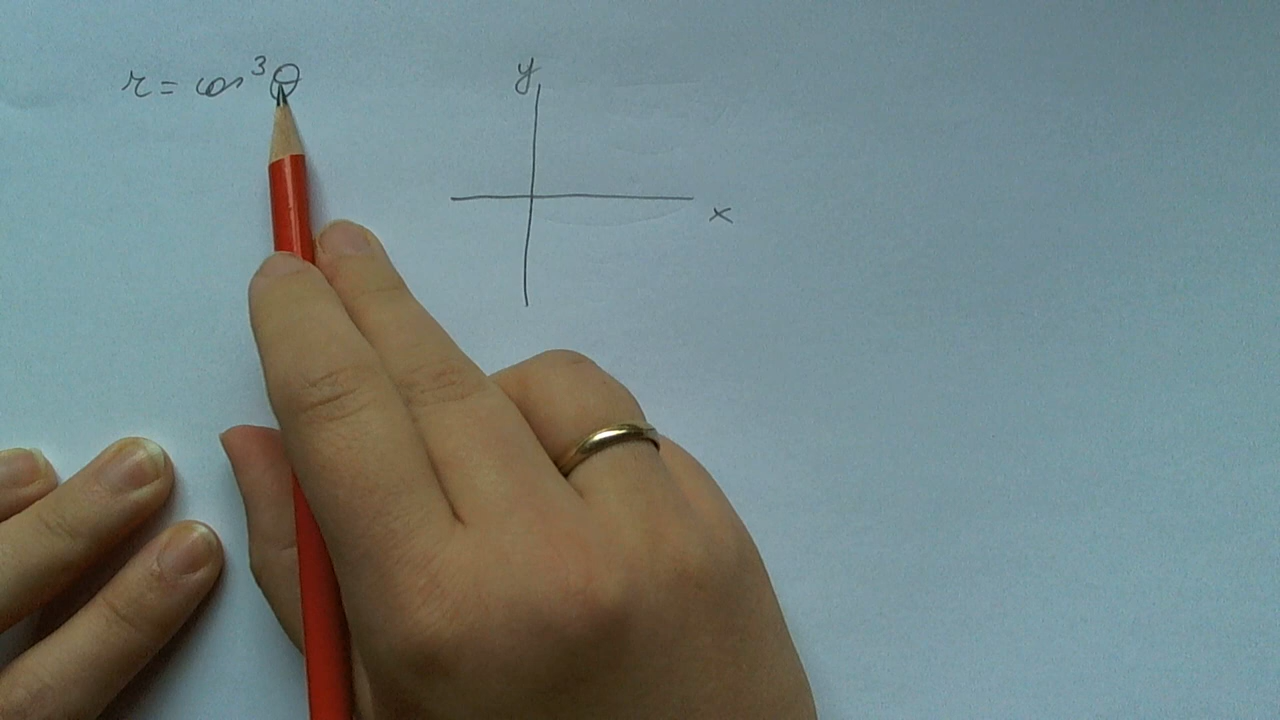 r = cos³θ
y
x